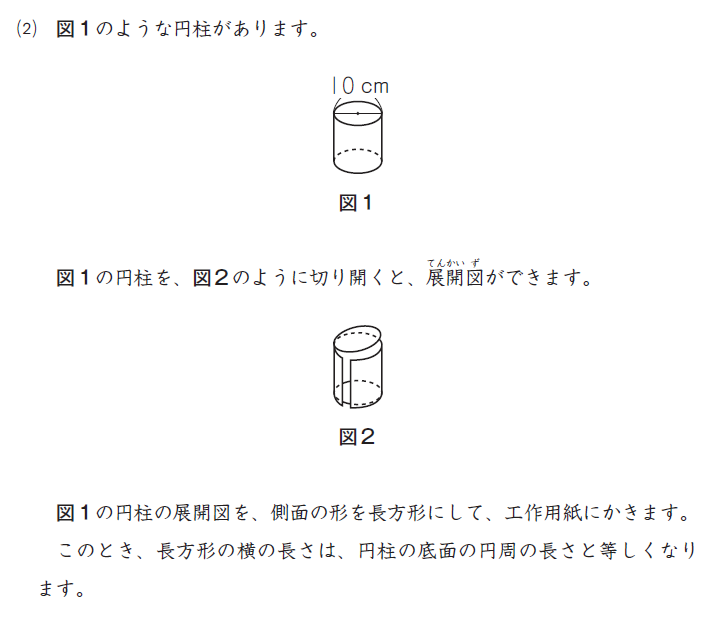 (2) 図1のような円柱があります。
10 cm
図1
図1の円柱を、図2のように切り開くと、展開図ができます。
てんかい ず
図2
図1の円柱の展開図を、側面の形を長方形にして、工作用紙にかきます。
このとき、長方形の横の長さは、円柱の底面の円周の長さと等しくなり
ます。